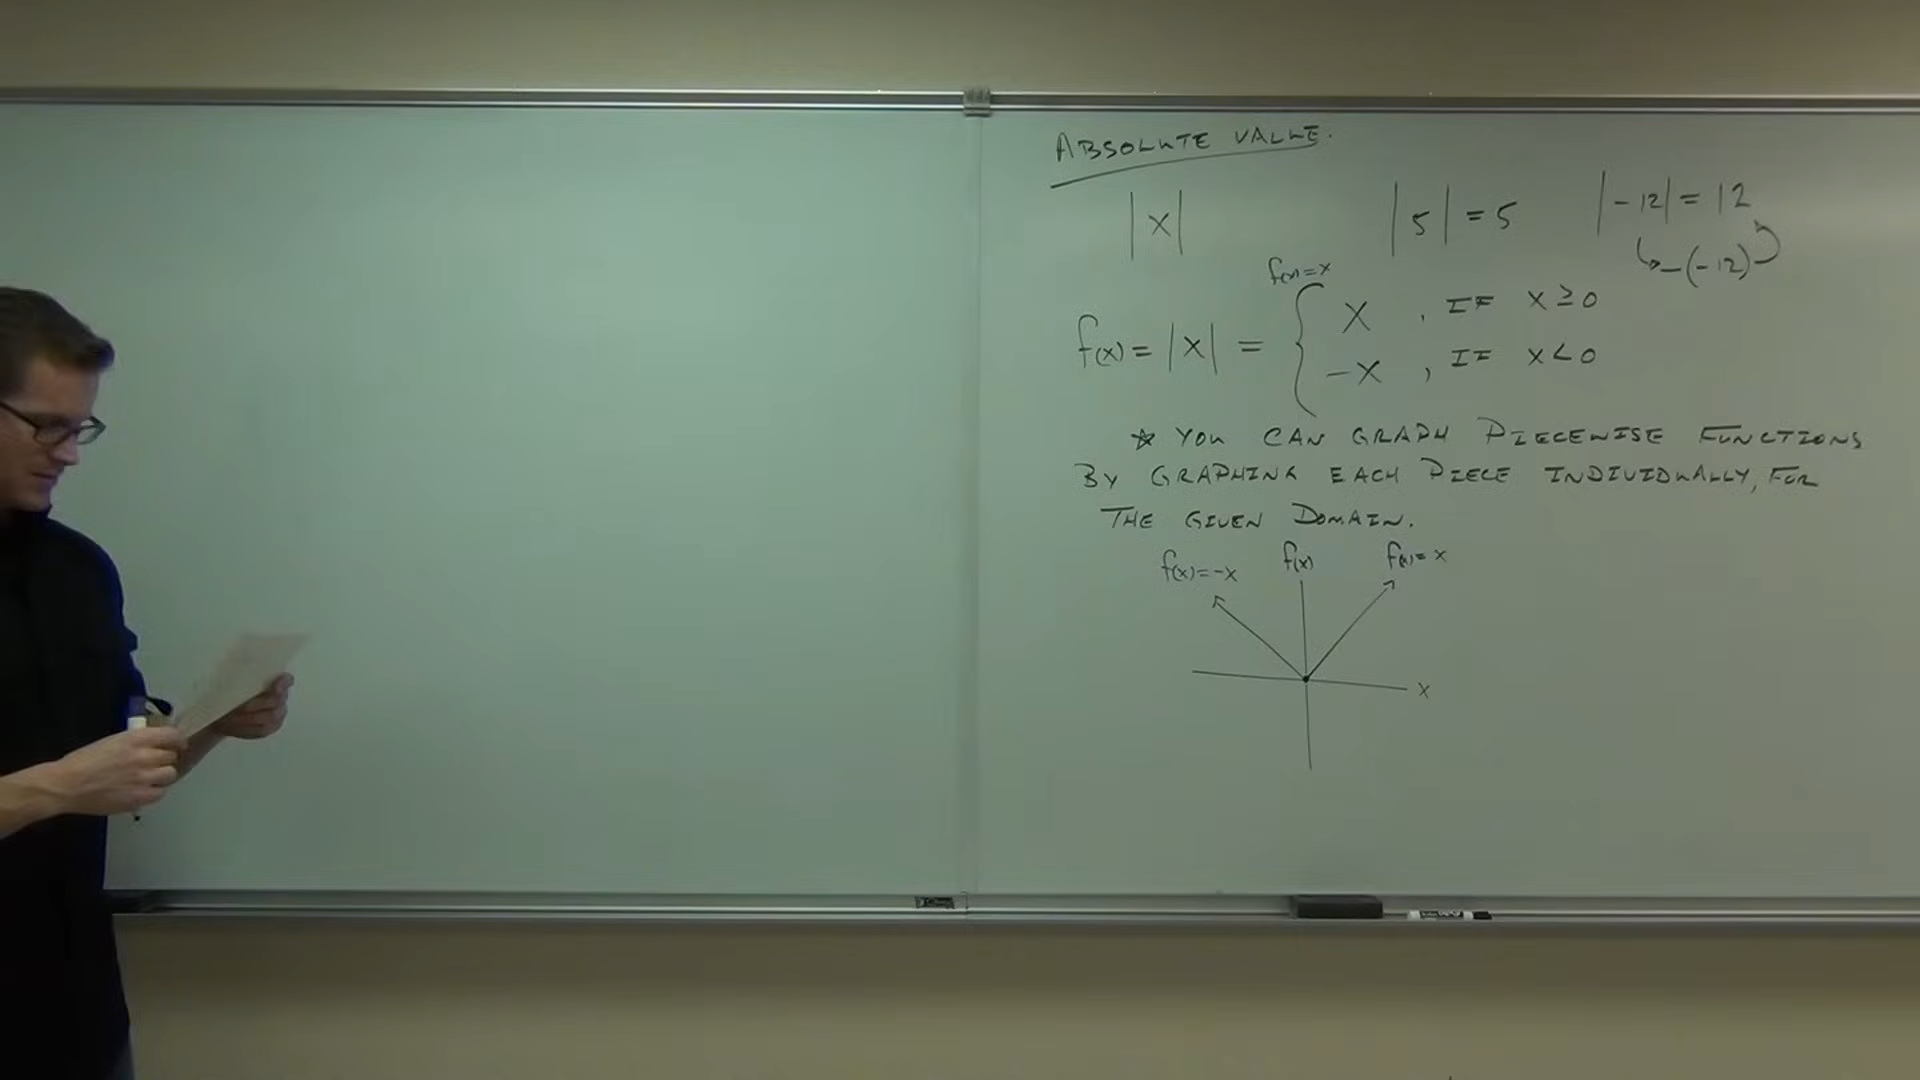 ABSOLUTE VALUE.
|x| |5| = 5 |-12| = 12
-(-12)
f(x)=x
f(x) = |x| = { x , IF x ≥ 0
-x , IF x < 0
☆ YOU CAN GRAPH PIECEWISE FUNCTIONS
BY GRAPHING EACH PIECE INDIVIDUALLY, FOR
THE GIVEN DOMAIN.
f(x)=-x f(x) f(x)=x
x